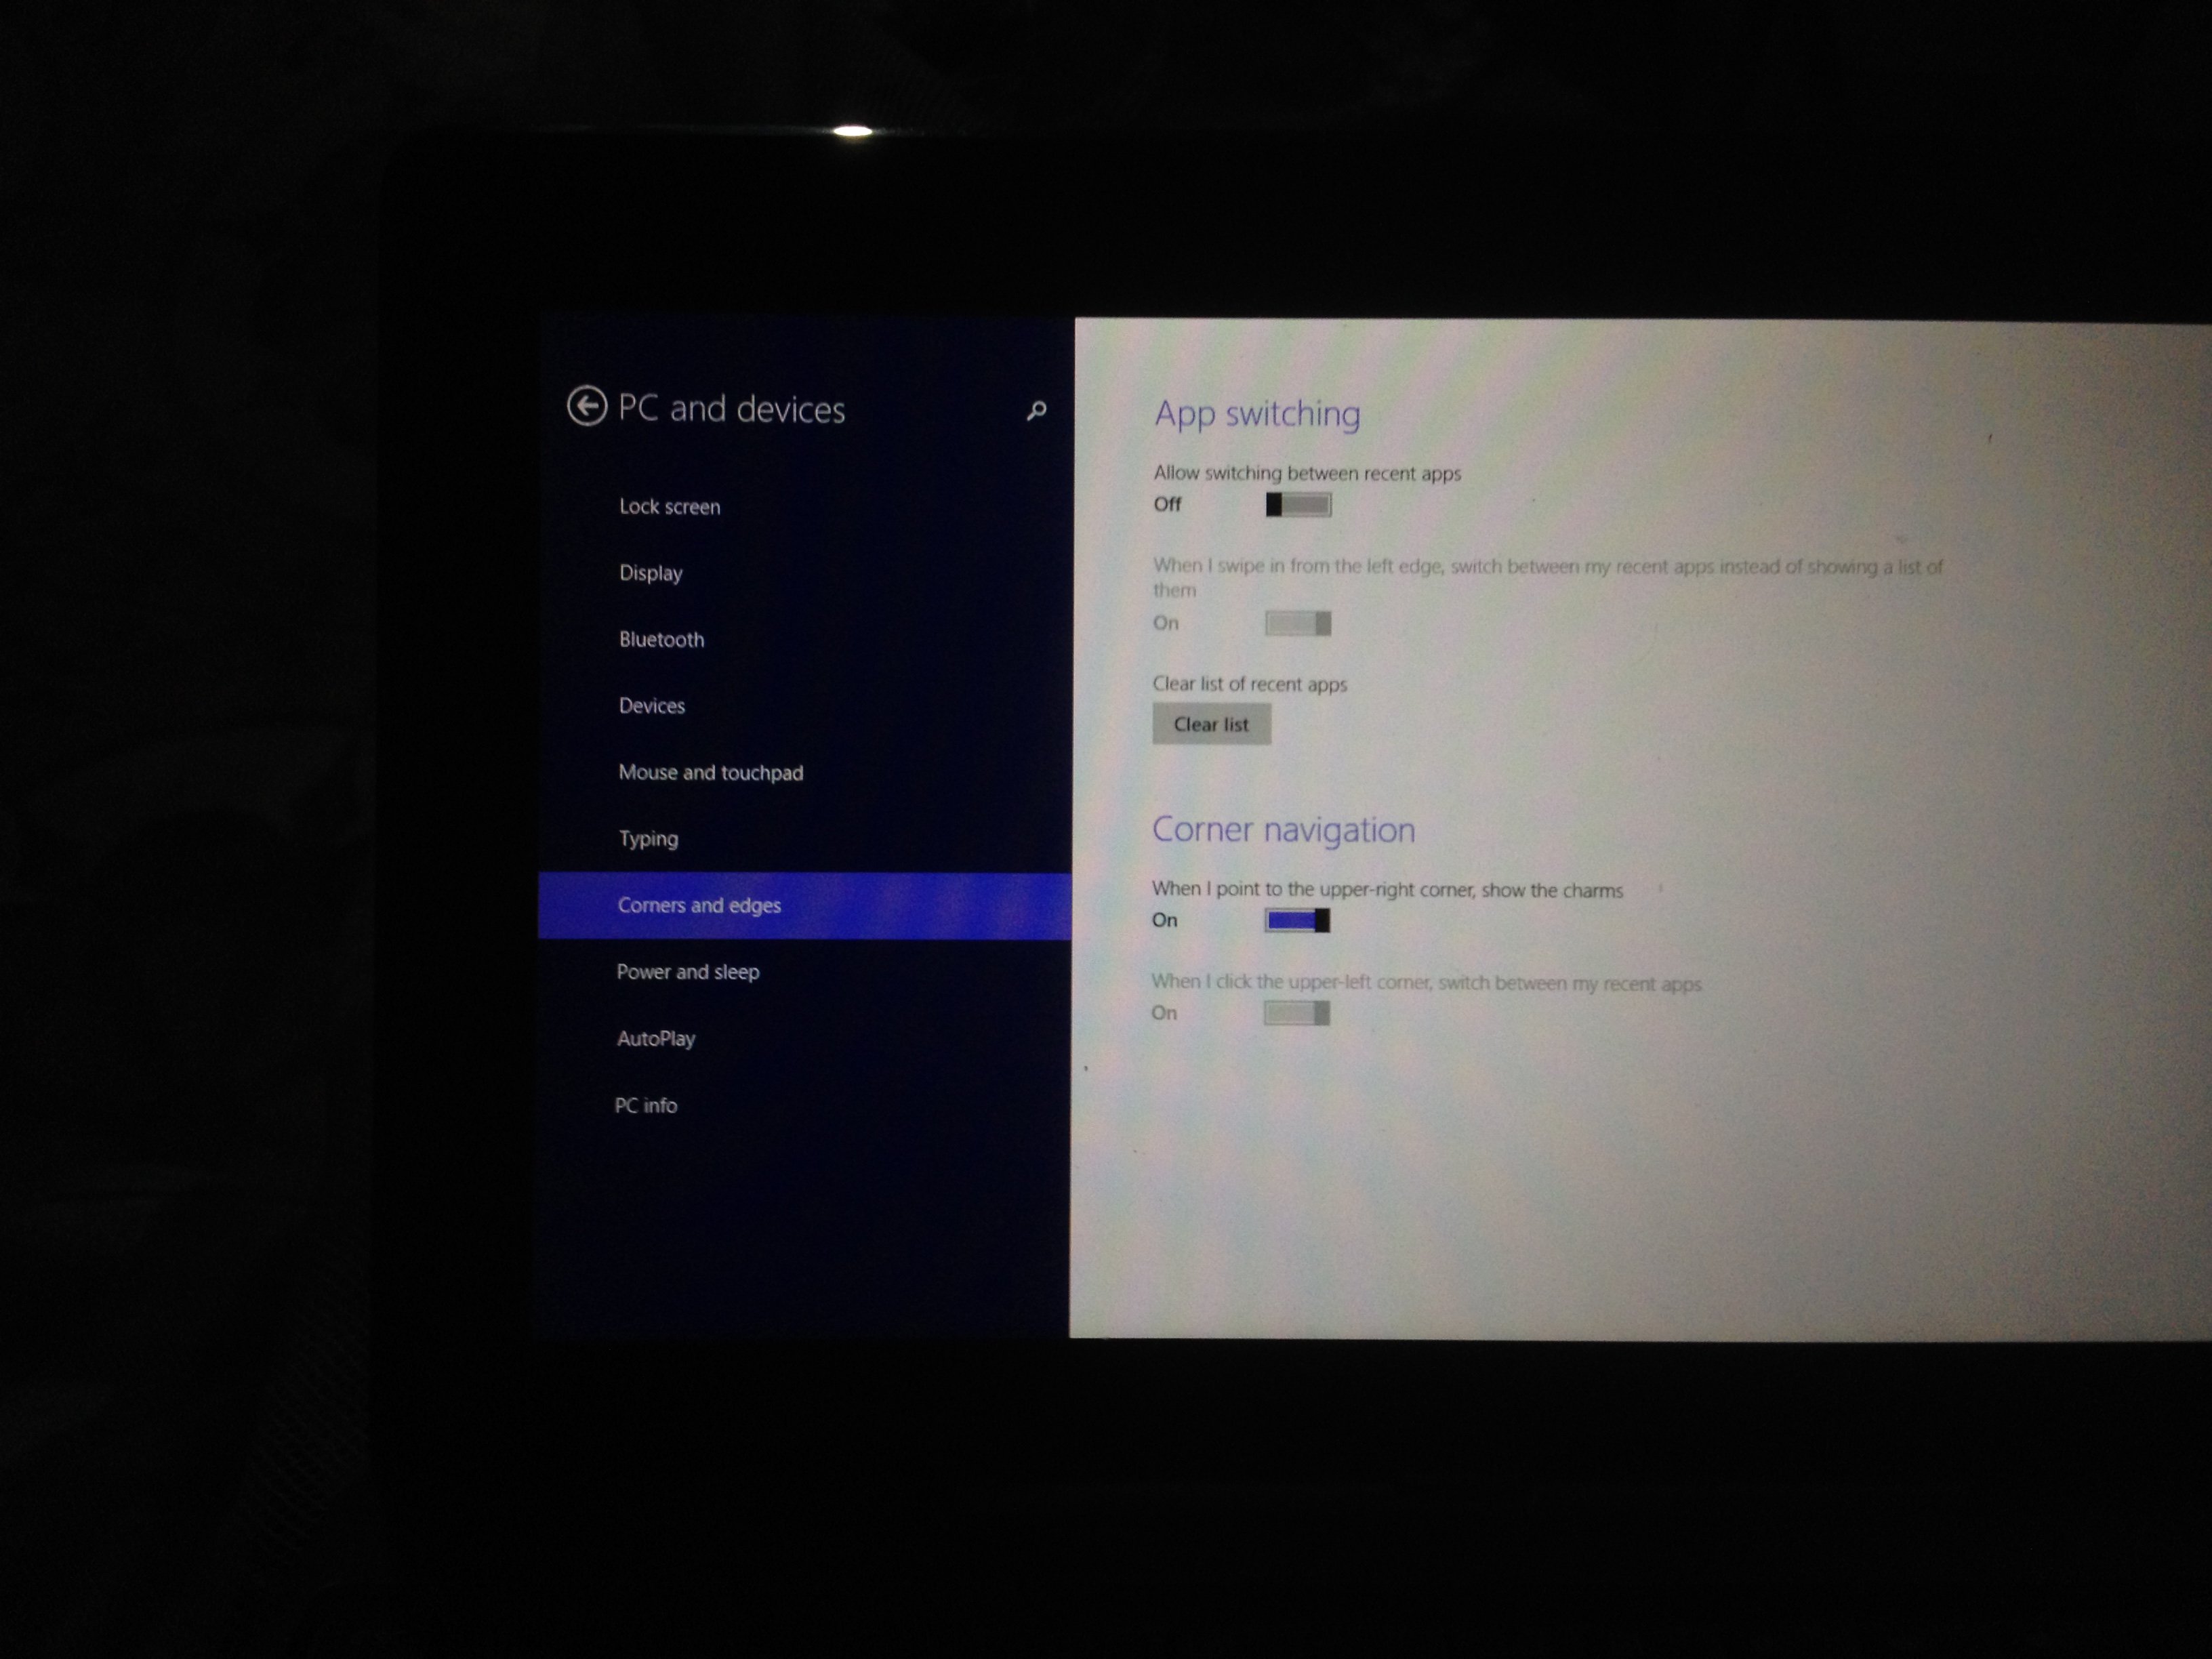 PC and devices
Lock screen
Display
Bluetooth
Devices
Mouse and touchpad
Typing
Corners and edges
Power and sleep
AutoPlay
PC info
App switching
Allow switching between recent apps
Off
When I swipe in from the left edge, switch between my recent apps instead of showing a list of
them
On
Clear list of recent apps
Clear list
Corner navigation
When I point to the upper-right corner, show the charms
On
When I click the upper-left corner, switch between my recent apps
On